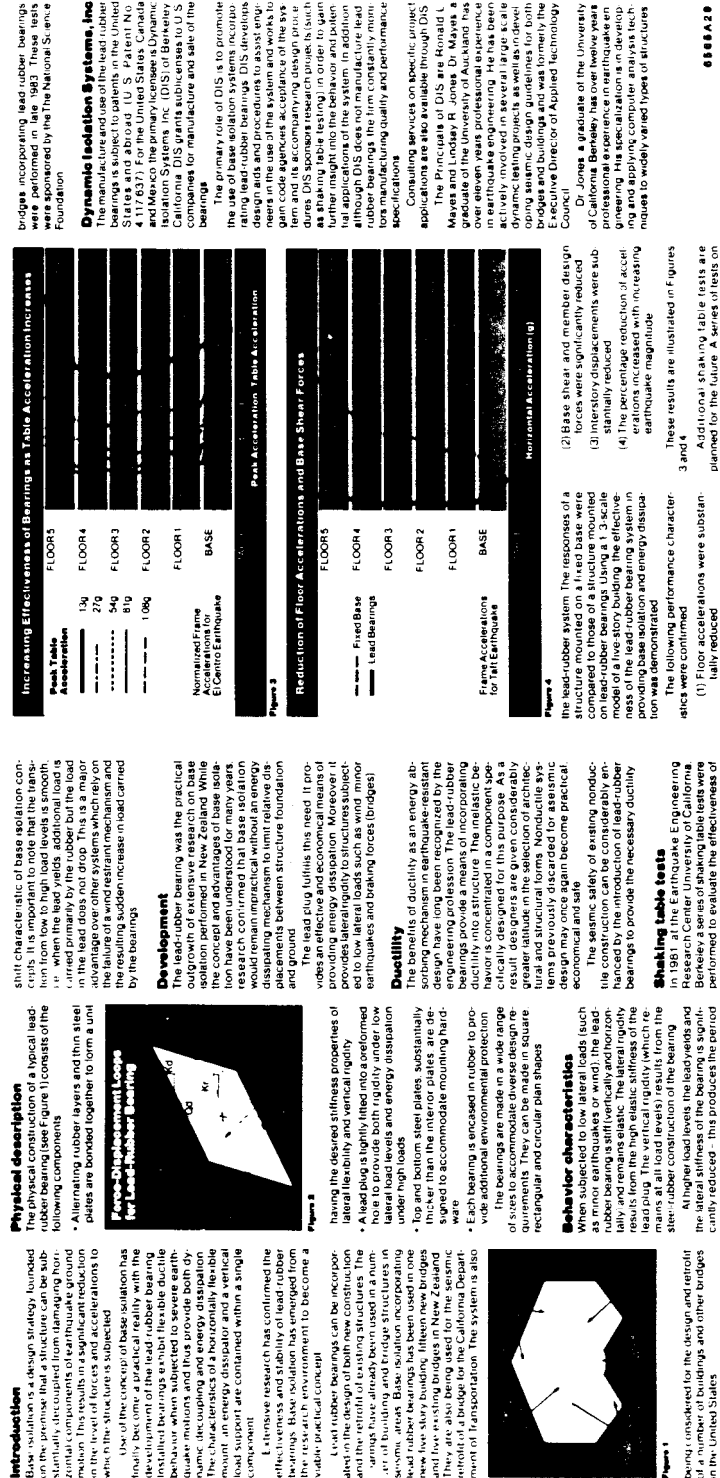 Introduction
Base isolation is a design strategy founded
on the premise that a structure can be sub-
stantially decoupled from damaging hori-
zontal components of earthquake ground
motion This results in a significant reduction
in the level of forces and accelerations to
which the structure is subjected
Use of the concept of base isolation has
finally become a practical reality with the
development of the lead rubber bearing
Installed bearings exhibit flexible ductile
behavior when subjected to severe earth-
quake motions and thus provide both dy-
namic decoupling and energy dissipation
The characteristics of a horizontally flexible
mount an energy dissipator and a vertical
load support are contained within a single
component
Extensive research has confirmed the
effectiveness and stability of lead-rubber
bearings Base isolation has emerged from
the research environment to become a
viable practical concept
Lead rubber bearings can be incorpor-
ated in the design of both new construction
and the retrofit of existing structures The
bearings have already been used in a num-
ber of building and bridge structures in
seismic areas Base isolation incorporating
lead rubber bearings has been used in one
new five story building fifteen new bridges
and five existing bridges in New Zealand
They are also being used for the seismic
retrofit of a bridge for the California Depart-
ment of Transportation The system is also
Figure 1
being considered for the design and retrofit
of a number of buildings and other bridges
in the United States
Physical description
The physical construction of a typical lead-
rubber bearing (see Figure 1) consists of the
following components
• Alternating rubber layers and thin steel
plates are bonded together to form a unit
Force-Displacement Loops
for Lead-Rubber Bearing
Qd
Kd
Kr
Figure 2
having the desired stiffness properties of
lateral flexibility and vertical rigidity
• A lead plug is tightly fitted into a preformed
hole to provide both rigidity under low
lateral load levels and energy dissipation
under high loads
• Top and bottom steel plates, substantially
thicker than the interior plates are de-
signed to accommodate mounting hard-
ware
• Each bearing is encased in rubber to pro-
vide additional environmental protection
The bearings are made in a wide range
of sizes to accommodate diverse design re-
quirements. They can be made in square,
rectangular and circular plan shapes
Behavior characteristics
When subjected to low lateral loads (such
as minor earthquakes or wind), the lead-
rubber bearing is stiff (vertically and horizon-
tally) and remains elastic The lateral rigidity
results from the high elastic stiffness of the
lead plug The vertical rigidity (which re-
mains at all load levels) results from the
steel-rubber construction of the bearing
At higher load levels the lead yields and
the lateral stiffness of the bearing is signifi-
cantly reduced—this produces the period
shift characteristic of base isolation con-
cepts It is important to note that the transi-
tion from low to high load levels is smooth,
i e when the lead yields additional load is
carried primarily by the rubber but the load
in the lead does not drop This is a major
advantage over other systems which rely on
the failure of a wind restraint mechanism and
the resulting sudden increase in load carried
by the bearings
Development
The lead-rubber bearing was the practical
outgrowth of extensive research on base
isolation performed in New Zealand While
the concept and advantages of base isola-
tion have been understood for many years,
research confirmed that base isolation
would remain impractical without an energy
dissipating mechanism to limit relative dis-
placements between structure foundation
and ground
The lead plug fulfills this need It pro-
vides an effective and economical means of
providing energy dissipation Moreover it
provides lateral rigidity to structures subject-
ed to low lateral loads such as wind minor
earthquakes and braking forces (bridges)
Ductility
The benefits of ductility as an energy ab-
sorbing mechanism in earthquake-resistant
design have long been recognized by the
engineering profession The lead-rubber
bearings provide a means of incorporating
ductility into a structure The inelastic be-
havior is concentrated in a component spe-
cifically designed for this purpose As a
result designers are given considerably
greater latitude in the selection of architec-
tural and structural forms Nonductile sys-
tems previously discarded for aseismic
design may once again become practical,
economical and safe
The seismic safety of existing nonduc-
tile construction can be considerably en-
hanced by the introduction of lead-rubber
bearings to provide the necessary ductility
Shaking table tests
In 1981 at the Earthquake Engineering
Research Center University of California,
Berkeley a series of shaking table tests were
performed to evaluate the effectiveness of
Increasing Effectiveness of Bearings as Table Acceleration Increases
Peak Table
Acceleration
13g
27g
54g
81g
1.06g
Normalized Frame
Accelerations for
El Centro Earthquake
FLOOR 5
FLOOR 4
FLOOR 3
FLOOR 2
FLOOR 1
BASE
Peak Acceleration Table Acceleration
Figure 3
Reduction of Floor Accelerations and Base Shear Forces
Fixed Base
Lead Bearings
Frame Accelerations
for Taft Earthquake
FLOOR 5
FLOOR 4
FLOOR 3
FLOOR 2
FLOOR 1
BASE
Horizontal Acceleration (g)
Figure 4
the lead-rubber system The responses of a
structure mounted on a fixed base were
compared to those of a structure mounted
on lead-rubber bearings Using a 1 3-scale
model of a five-story building the effective-
ness of the lead-rubber bearing system in
providing base isolation and energy dissipa-
tion was demonstrated
The following performance character-
istics were confirmed
(1) Floor accelerations were substan-
tially reduced
(2) Base shear and member design
forces were significantly reduced
(3) Interstory displacements were sub-
stantially reduced
(4) The percentage reduction of accel-
erations increased with increasing
earthquake magnitude
These results are illustrated in Figures
3 and 4
Additional shaking table tests are
planned for the future A series of tests on
bridges incorporating lead rubber bearings
were performed in late 1983 These tests
were sponsored by the The National Science
Foundation
Dynamic Isolation Systems, Inc
The manufacture and use of the lead rubber
bearings is subject to patents in the United
States and abroad (U S Patent No
4 117 637) For the United States Canada
and Mexico the primary licensee is Dynamic
Isolation Systems Inc (DIS) of Berkeley
California DIS grants sublicenses to U S
companies for manufacture and sale of the
bearings
The primary role of DIS is to promote
the use of base isolation systems incorpo-
rating lead-rubber bearings DIS develops
design aids and procedures to assist engi-
neers in the use of the system and works to
gain code agencies acceptance of the sys
tem and its accompanying design proce
dures DIS sponsors research projects (such
as shaking table testing) in order to gain
further insight into the behavior and poten
tial applications of the system In addition
although DIS does not manufacture lead
rubber bearings the firm constantly moni-
tors manufacturing quality and performance
specifications
Consulting services on specific project
applications are also available through DIS
The Principals of DIS are Ronald L
Mayes and Lindsay R Jones Dr Mayes a
graduate of the University of Auckland has
over eleven years professional experience
in earthquake engineering He has been
actively involved in several large scale
dynamic testing projects as well as in devel
oping seismic design guidelines for both
bridges and buildings and was formerly the
Executive Director of Applied Technology
Council
Dr Jones a graduate of the University
of California Berkeley has over twelve years
professional experience in earthquake en
gineering His specialization is in develop
ing and applying computer analysis tech-
niques to widely varied types of structures